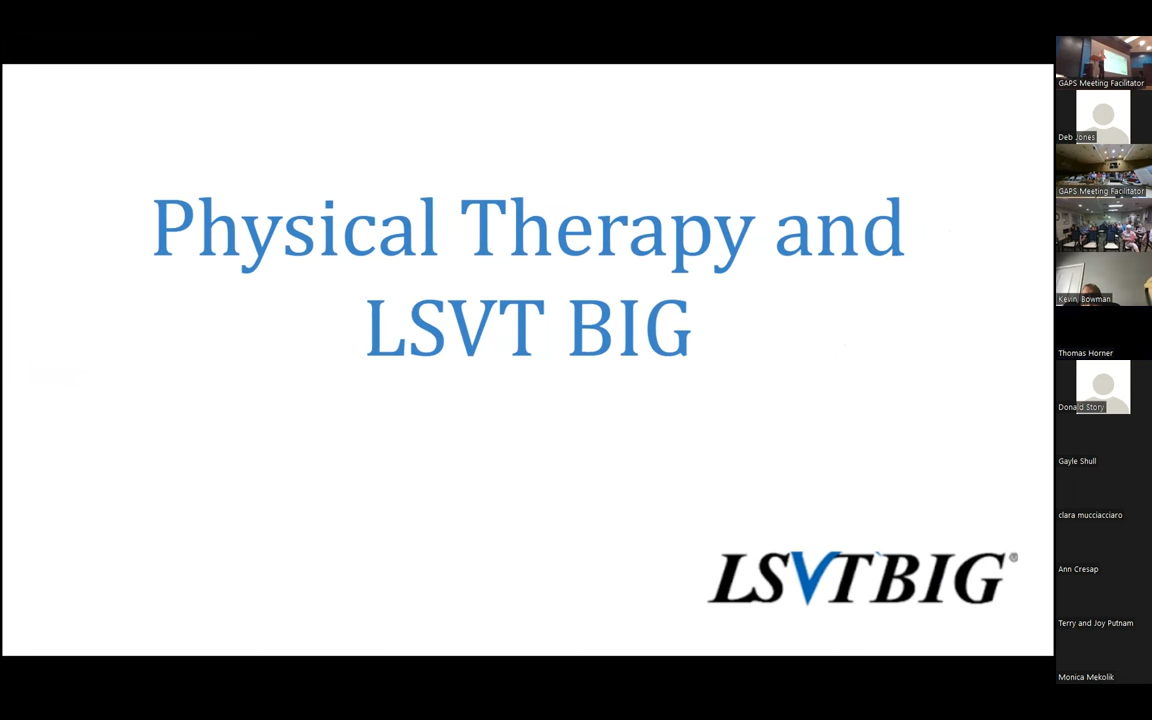 Physical Therapy and
LSVT BIG
LSVTBIG®
GAPS Meeting Facilitator
Deb Jones
GAPS Meeting Facilitator
Kevin Bowman
Thomas Horner
Donald Story
Gayle Shull
clara mucciacciaro
Ann Cresap
Terry and Joy Putnam
Monica Mekolik